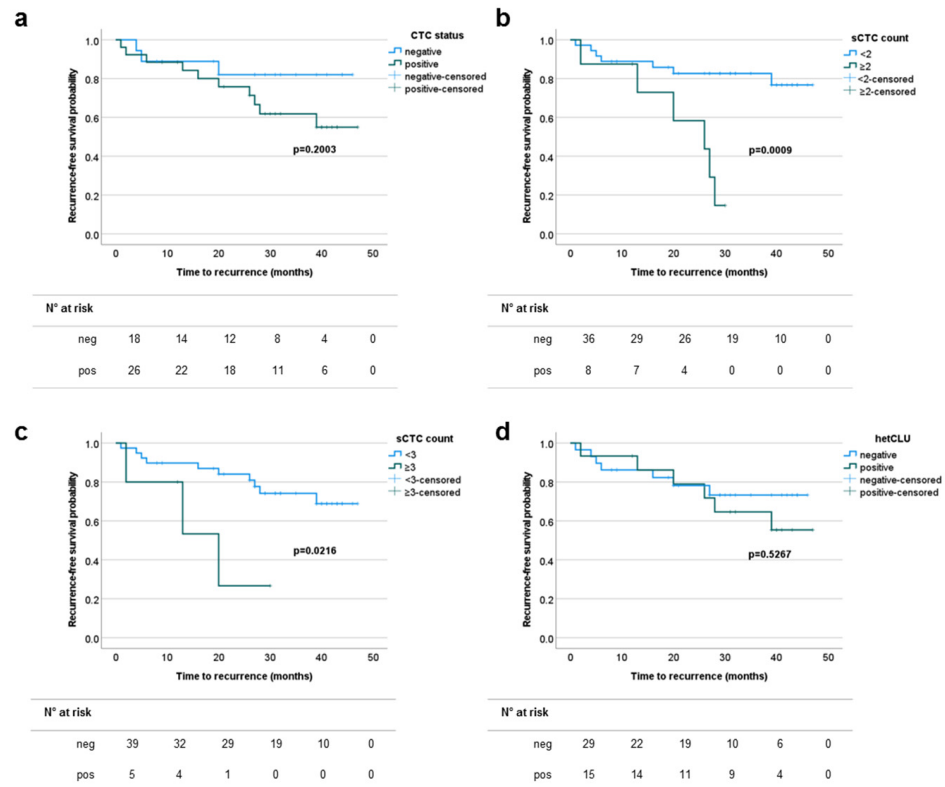 a
CTC status
negative
positive
negative-censored
positive-censored
Recurrence-free survival probability
1.0
0.8
0.6
0.4
0.2
0.0
p=0.2003
0 10 20 30 40 50
Time to recurrence (months)
N° at risk
neg 18 14 12 8 4 0
pos 26 22 18 11 6 0
b
sCTC count
<2
≥2
<2-censored
≥2-censored
Recurrence-free survival probability
1.0
0.8
0.6
0.4
0.2
0.0
p=0.0009
0 10 20 30 40 50
Time to recurrence (months)
N° at risk
neg 36 29 26 19 10 0
pos 8 7 4 0 0 0
c
sCTC count
<3
≥3
<3-censored
≥3-censored
Recurrence-free survival probability
1.0
0.8
0.6
0.4
0.2
0.0
p=0.0216
0 10 20 30 40 50
Time to recurrence (months)
N° at risk
neg 39 32 29 19 10 0
pos 5 4 1 0 0 0
d
hetCLU
negative
positive
negative-censored
positive-censored
Recurrence-free survival probability
1.0
0.8
0.6
0.4
0.2
0.0
p=0.5267
0 10 20 30 40 50
Time to recurrence (months)
N° at risk
neg 29 22 19 10 6 0
pos 15 14 11 9 4 0